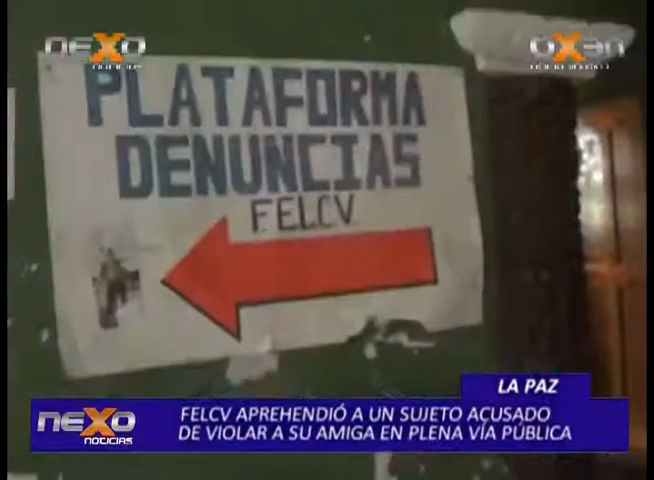 NEXO
NOTICIAS
PLATAFORMA
DENUNCIAS
FELCV
LA PAZ
NEXO
NOTICIAS
FELCV APREHENDIÓ A UN SUJETO ACUSADO
DE VIOLAR A SU AMIGA EN PLENA VÍA PÚBLICA